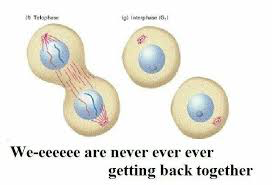 (f) Telophase
(g) Interphase (G₁)
We-eeeeee are never ever ever
getting back together